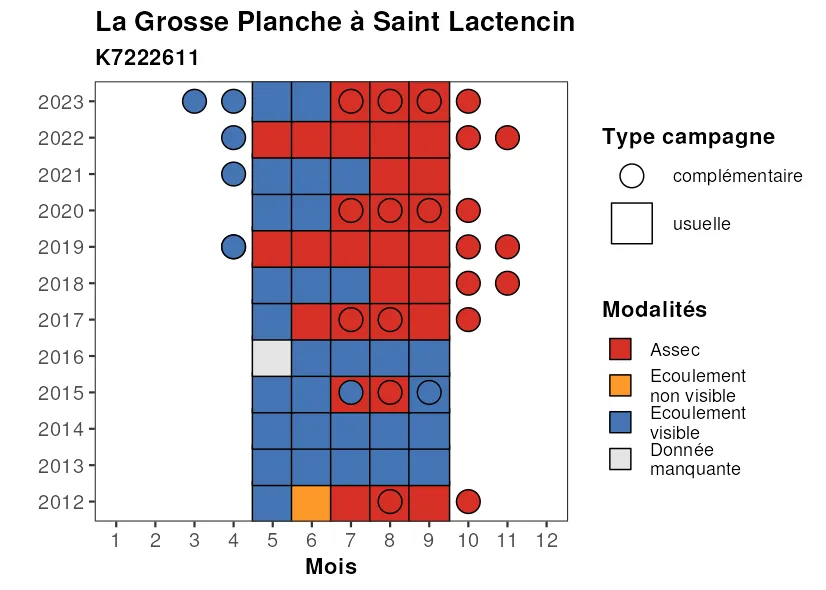 La Grosse Planche à Saint Lactencin
K7222611
2023
2022
2021
2020
2019
2018
2017
2016
2015
2014
2013
2012
1 2 3 4 5 6 7 8 9 10 11 12
Mois
Type campagne
complémentaire
usuelle
Modalités
Assec
Ecoulement
non visible
Ecoulement
visible
Donnée
manquante